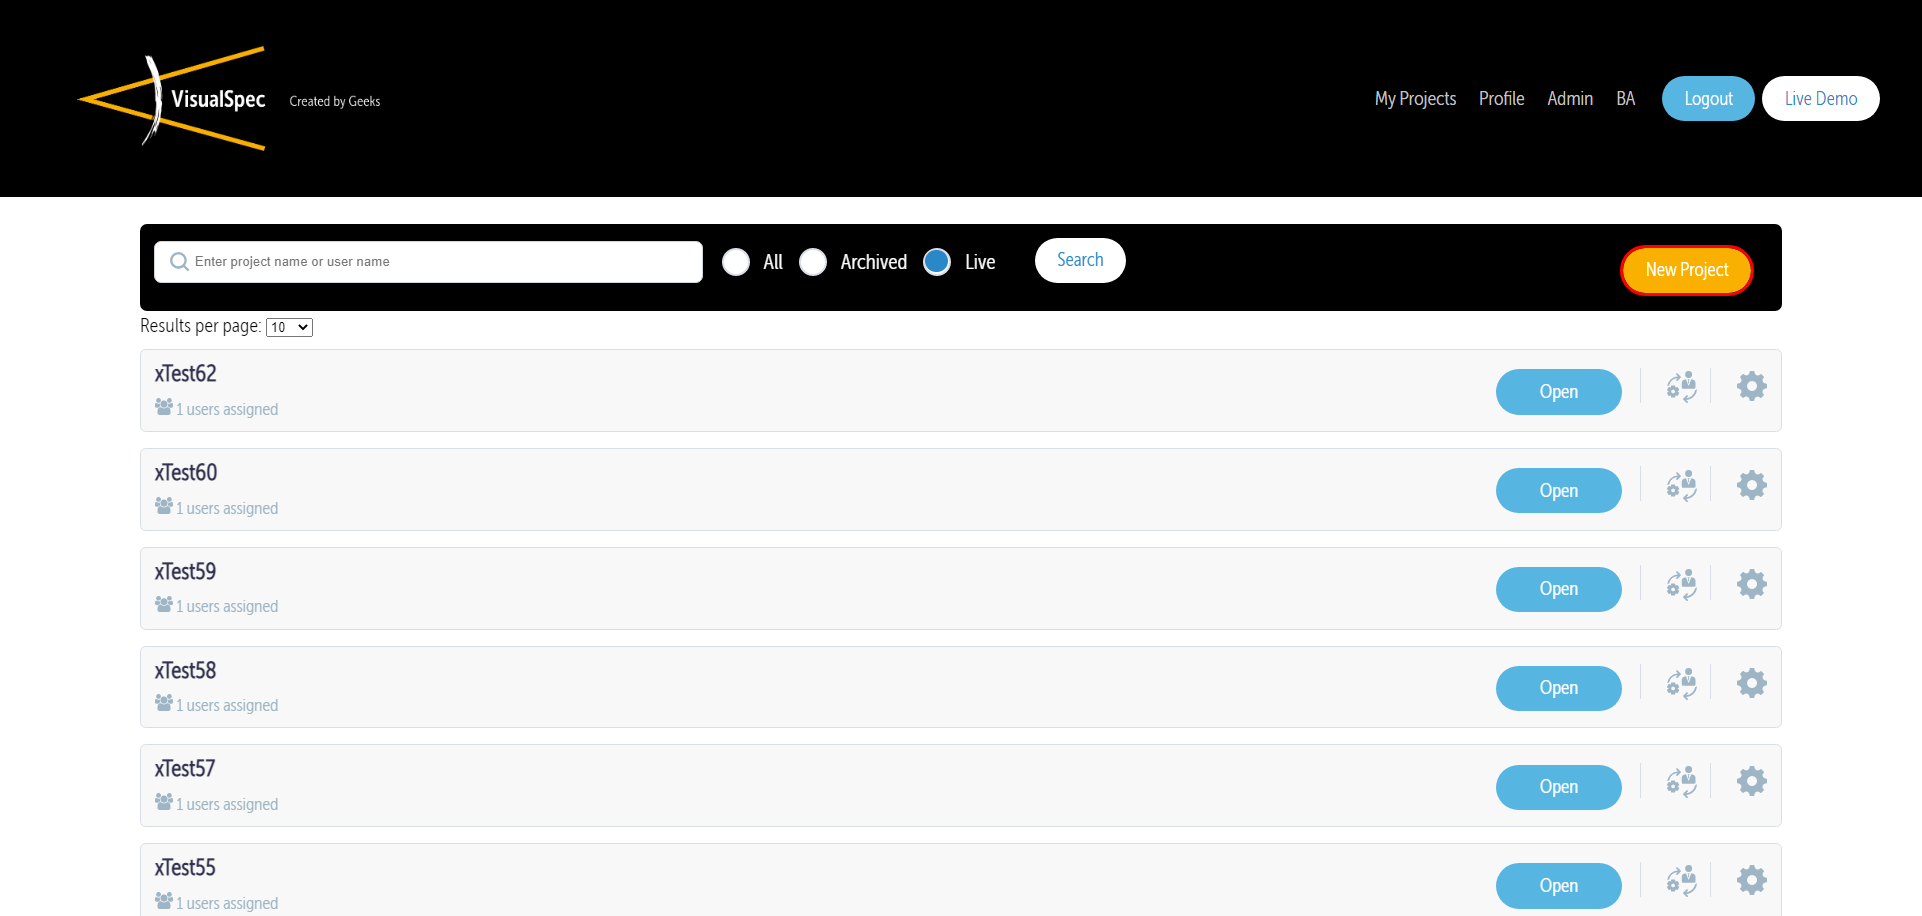 VisualSpec Created by Geeks
My Projects Profile Admin BA Logout Live Demo
Enter project name or user name All Archived Live Search New Project
Results per page: 10
xTest62
1 users assigned
Open
xTest60
1 users assigned
Open
xTest59
1 users assigned
Open
xTest58
1 users assigned
Open
xTest57
1 users assigned
Open
xTest55
1 users assigned
Open